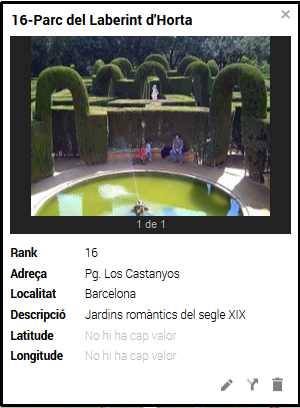 16-Parc del Laberint d'Horta
1 de 1
Rank 16
Adreça Pg. Los Castanyos
Localitat Barcelona
Descripció Jardins romàntics del segle XIX
Latitude No hi ha cap valor
Longitude No hi ha cap valor